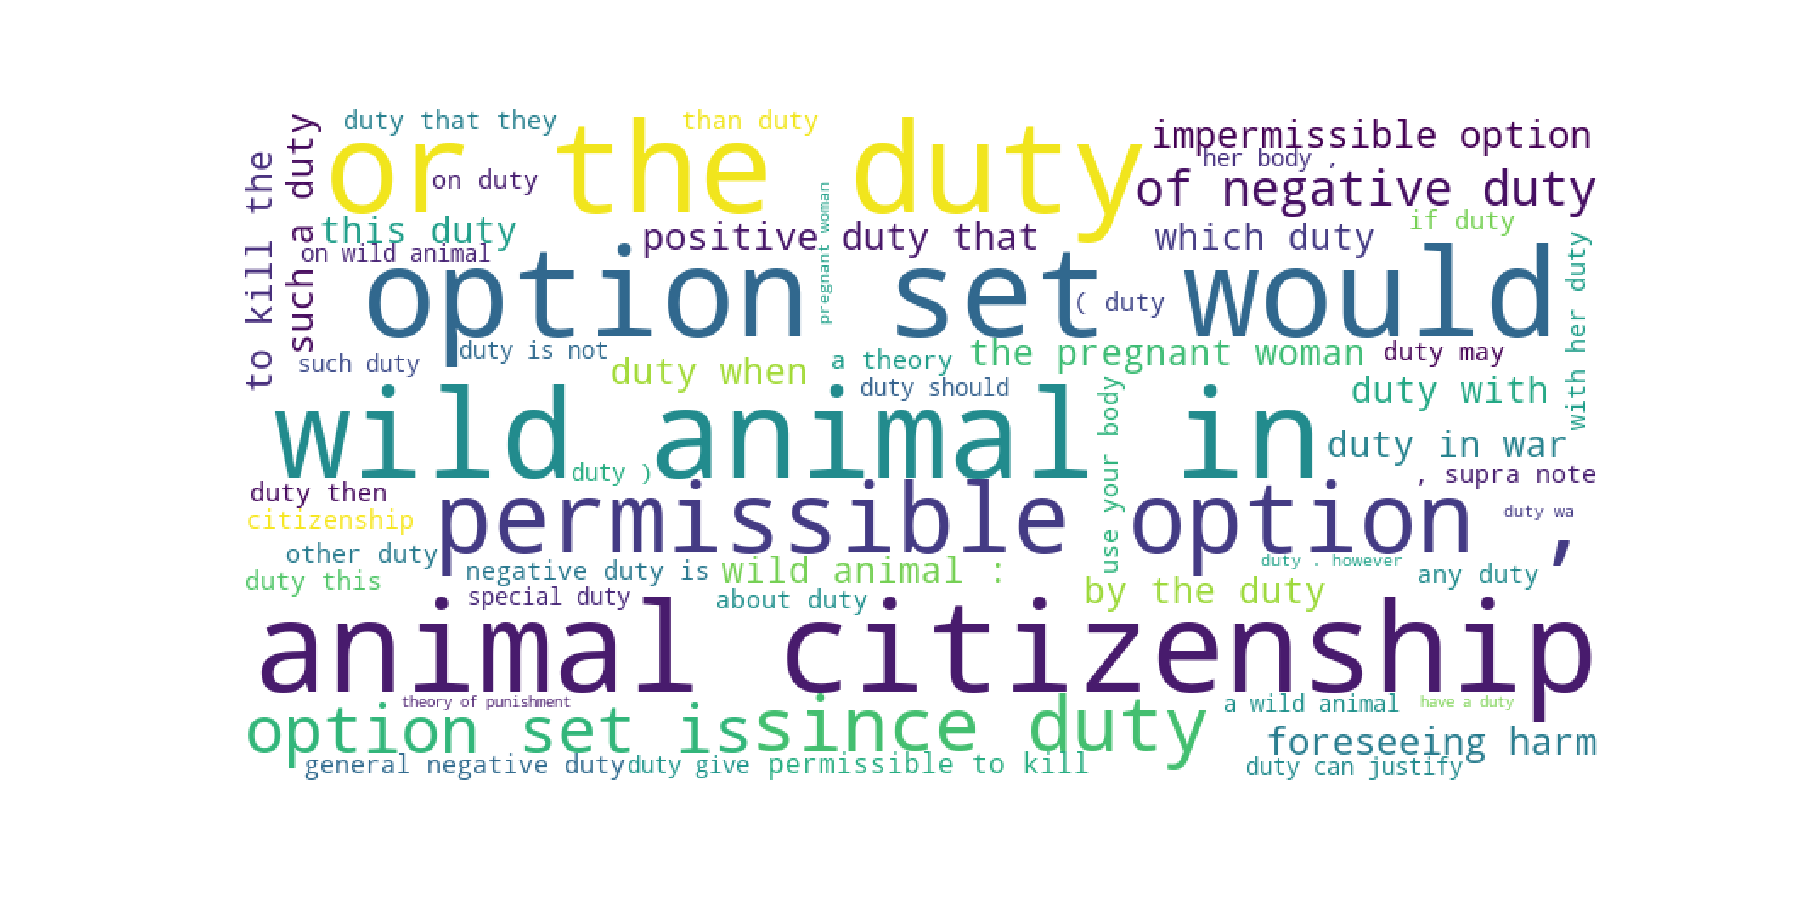 duty that they
than duty
or the duty
impermissible option
her body ,
to kill the
such a duty
on duty
pregnant woman
of negative duty
this duty
positive duty that
which duty
if duty
on wild animal
option set would
( duty
with her duty
such duty
duty is not
duty when
a theory
the pregnant woman
duty may
duty should
duty with
wild animal in
use your body
duty in war
duty )
, supra note
duty then
citizenship
permissible option ,
duty wa
other duty
negative duty is
wild animal :
duty . however
any duty
duty this
special duty
about duty
by the duty
animal citizenship
theory of punishment
option set is
since duty
a wild animal
have a duty
foreseeing harm
general negative duty
duty give
permissible to kill
duty can justify